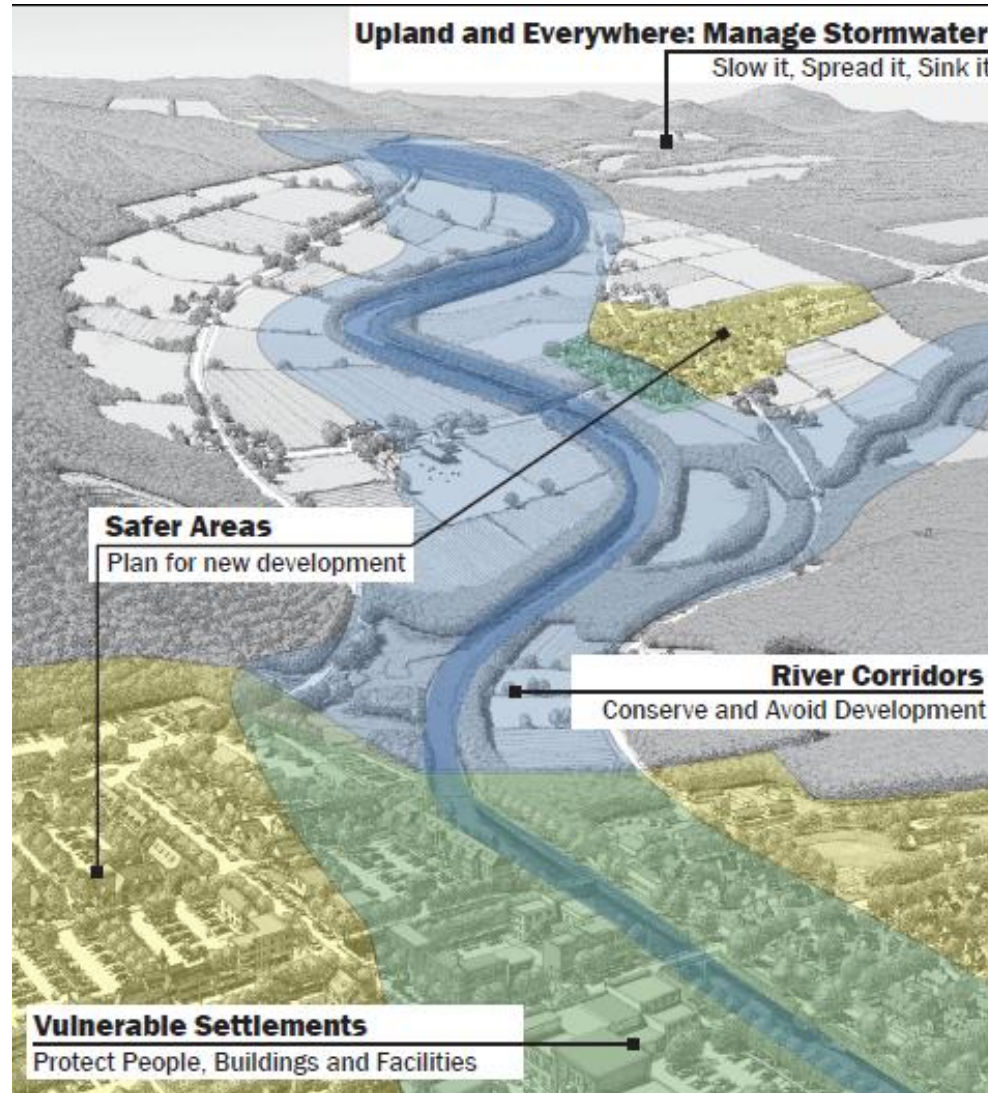 Upland and Everywhere: Manage Stormwater
Slow it, Spread it, Sink it
Safer Areas
Plan for new development
River Corridors
Conserve and Avoid Development
Vulnerable Settlements
Protect People, Buildings and Facilities